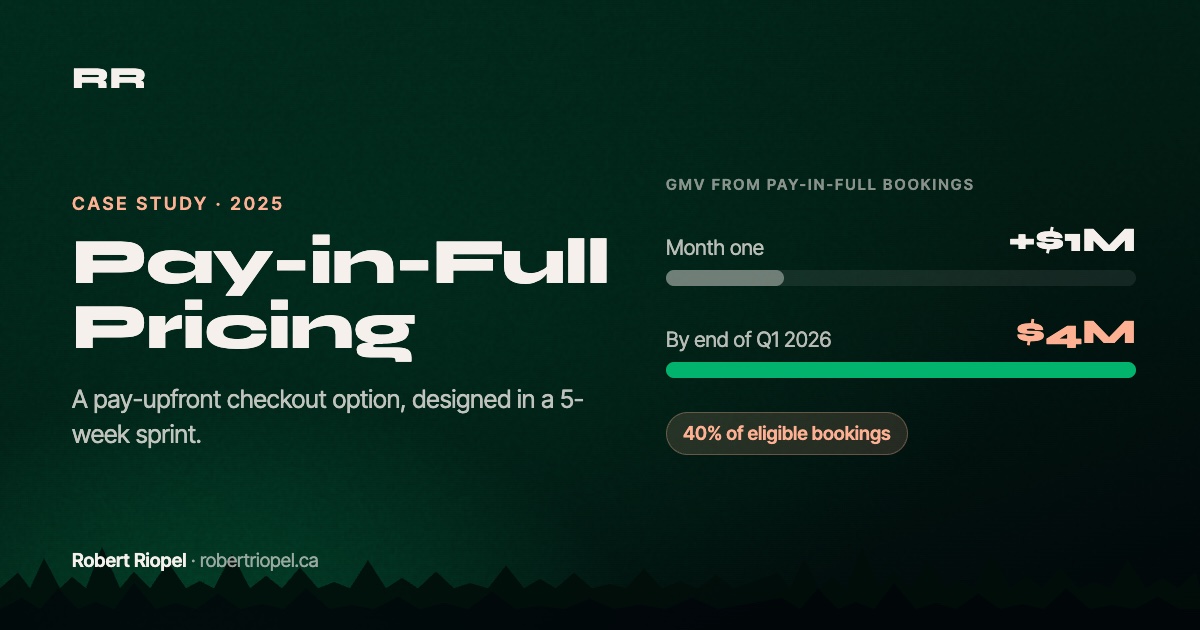 RR
CASE STUDY · 2025
Pay-in-Full
Pricing
A pay-upfront checkout option, designed in a 5-
week sprint.
GMV FROM PAY-IN-FULL BOOKINGS
Month one
+$1M
By end of Q1 2026
$4M
40% of eligible bookings
Robert Riopel · robertriopel.ca